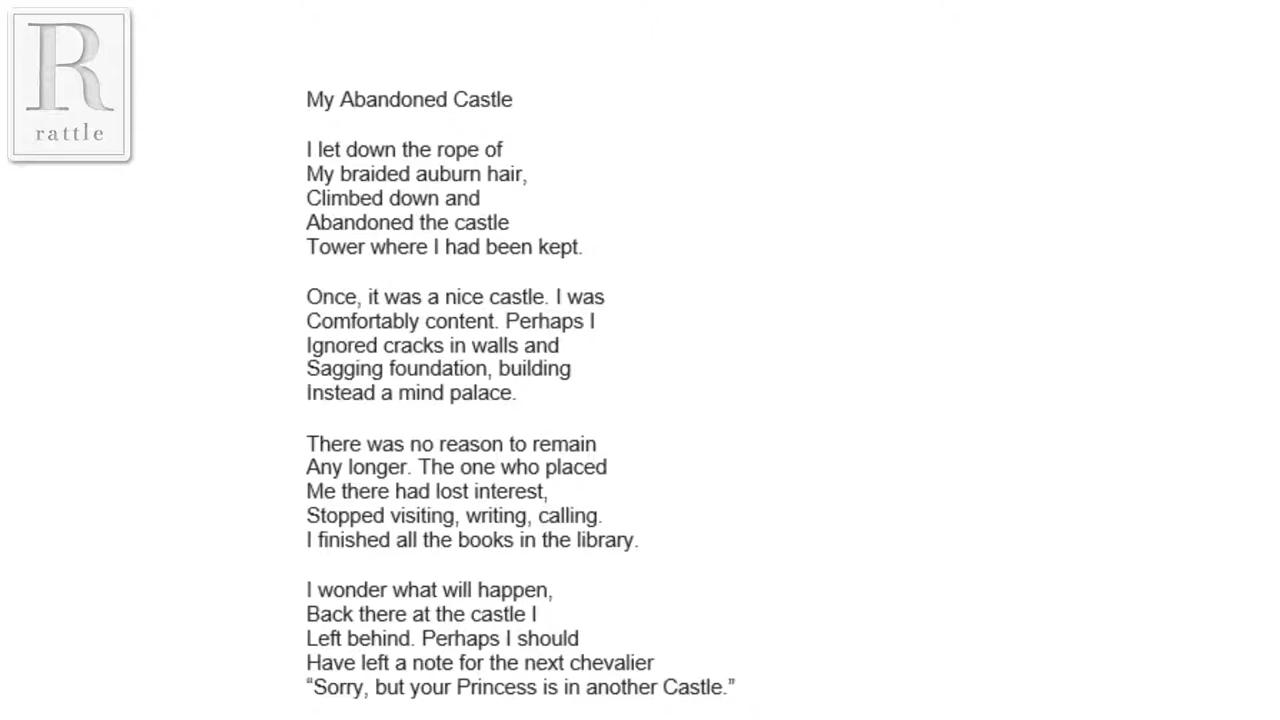 R
rattle
My Abandoned Castle
I let down the rope of
My braided auburn hair,
Climbed down and
Abandoned the castle
Tower where I had been kept.
Once, it was a nice castle. I was
Comfortably content. Perhaps I
Ignored cracks in walls and
Sagging foundation, building
Instead a mind palace.
There was no reason to remain
Any longer. The one who placed
Me there had lost interest,
Stopped visiting, writing, calling.
I finished all the books in the library.
I wonder what will happen,
Back there at the castle I
Left behind. Perhaps I should
Have left a note for the next chevalier
“Sorry, but your Princess is in another Castle.”